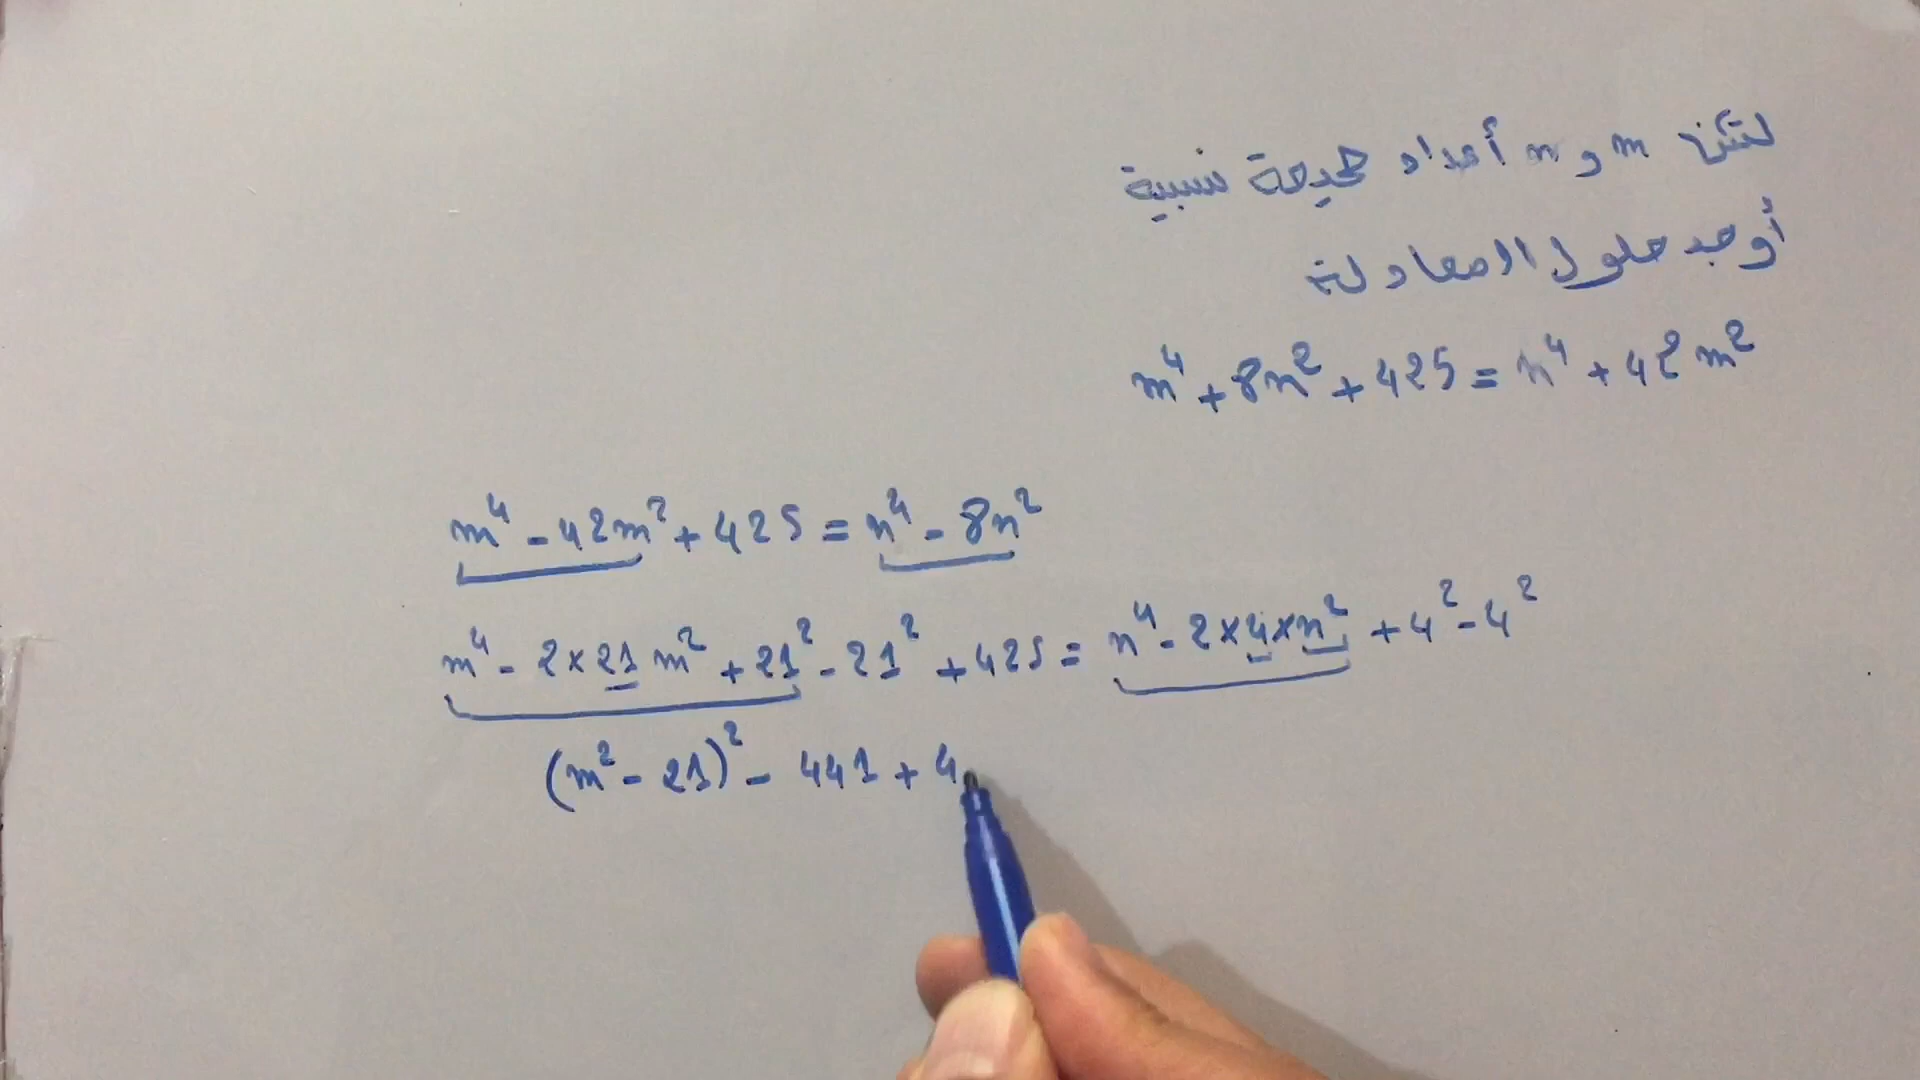 لتكن m و n أعداد صحيحة نسبية
أوجد حلول المعادلة
m⁴ + 8n² + 425 = n⁴ + 42m²
m⁴ - 42m² + 425 = n⁴ - 8n²
m⁴ - 2×21 m² + 21² - 21² + 425 = n⁴ - 2×4×n² + 4² - 4²
(m² - 21)² - 441 + 4